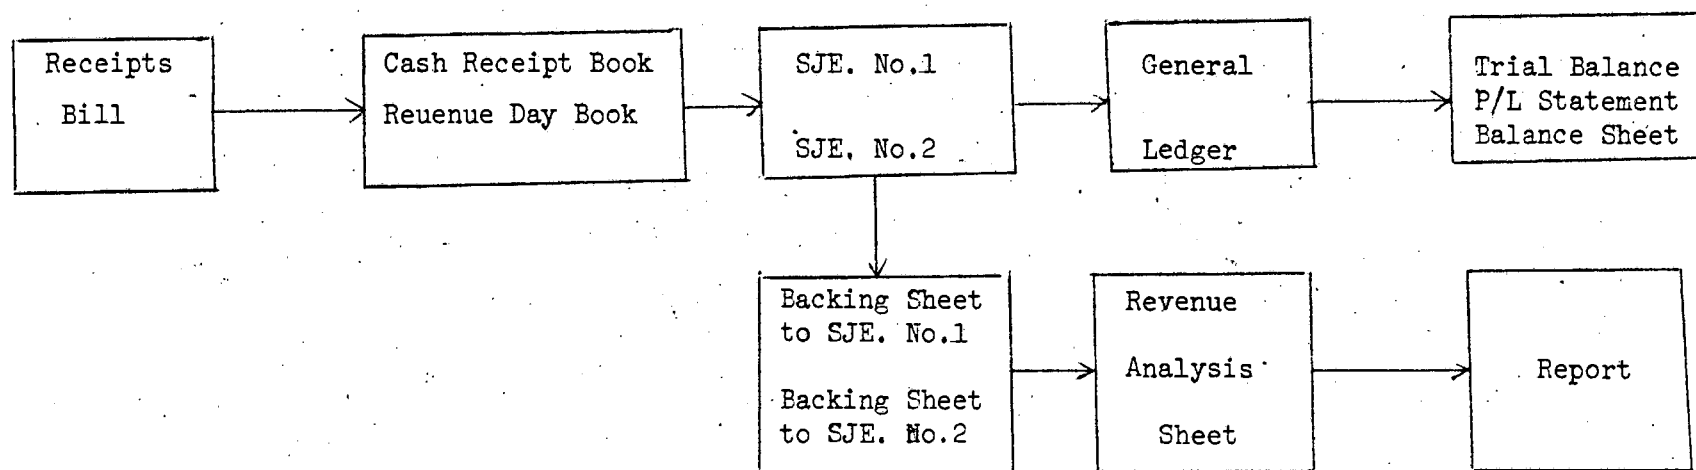 Receipts
Bill
Cash Receipt Book
Reuenue Day Book
SJE. No.1
SJE. No.2
General
Ledger
Trial Balance
P/L Statement
Balance Sheet
Backing Sheet
to SJE. No.1
Backing Sheet
to SJE. No.2
Revenue
Analysis
Sheet
Report